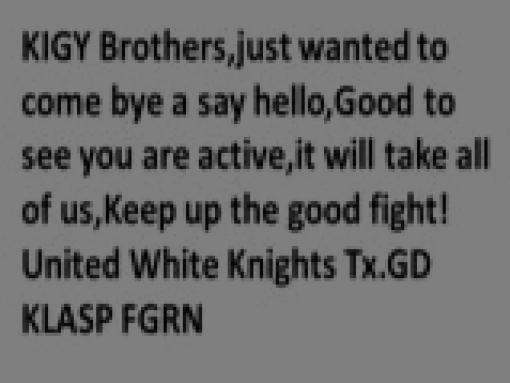 KIGY Brothers,just wanted to
come bye a say hello,Good to
see you are active,it will take all
of us,Keep up the good fight!
United White Knights Tx.GD
KLASP FGRN